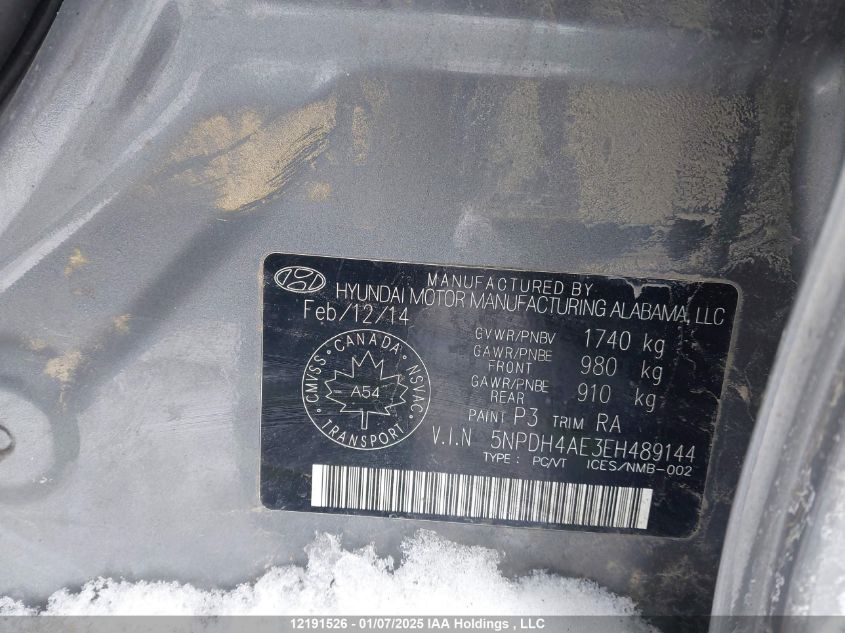 MANUFACTURED BY
HYUNDAI MOTOR MANUFACTURING ALABAMA, LLC
Feb/12/14
GVWR/PNBV 1740 kg
GAWR/PNBE FRONT 980 kg
GAWR/PNBE REAR 910 kg
CANADA
CMVSS NSVAC
A54
TRANSPORT
PAINT P3 TRIM RA
V.I.N 5NPDH4AE3EH489144
TYPE: PC/VT ICES/NMB-002
12191526 - 01/07/2025 IAA Holdings , LLC